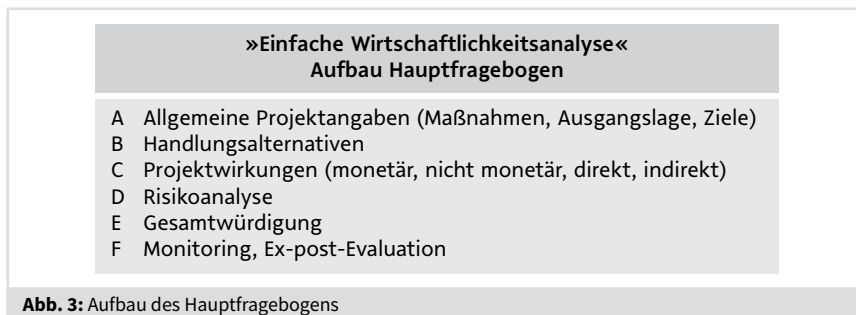 »Einfache Wirtschaftlichkeitsanalyse«
Aufbau Hauptfragebogen
A Allgemeine Projektangaben (Maßnahmen, Ausgangslage, Ziele)
B Handlungsalternativen
C Projektwirkungen (monetär, nicht monetär, direkt, indirekt)
D Risikoanalyse
E Gesamtwürdigung
F Monitoring, Ex-post-Evaluation
Abb. 3: Aufbau des Hauptfragebogens